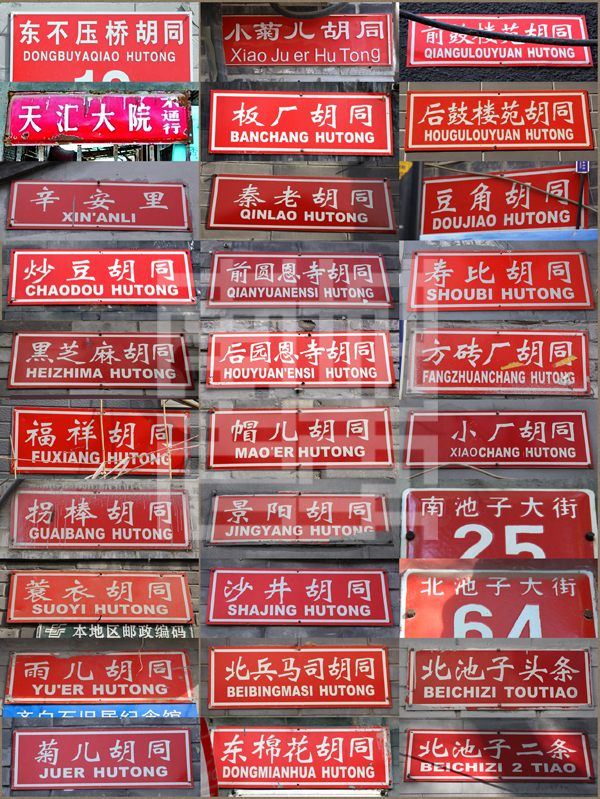 东不压桥胡同
DONGBUYAQIAO HUTONG
小菊儿胡同
Xiao Ju er Hu Tong
前鼓楼苑胡同
QIANGULOUYUAN HUTONG
天汇大院
不通行
板厂胡同
BANCHANG HUTONG
后鼓楼苑胡同
HOUGULOUYUAN HUTONG
辛安里
XIN'ANLI
秦老胡同
QINLAO HUTONG
豆角胡同
DOUJIAO HUTONG
炒豆胡同
CHAODOU HUTONG
前圆恩寺胡同
QIANYUANENSI HUTONG
寿比胡同
SHOUBI HUTONG
黑芝麻胡同
HEIZHIMA HUTONG
后园恩寺胡同
HOUYUAN'ENSI HUTONG
方砖厂胡同
FANGZHUANCHANG HUTONG
福祥胡同
FUXIANG HUTONG
帽儿胡同
MAO'ER HUTONG
小厂胡同
XIAOCHANG HUTONG
拐棒胡同
GUAIBANG HUTONG
景阳胡同
JINGYANG HUTONG
南池子大街
25
蓑衣胡同
SUOYI HUTONG
本地区邮政编码
沙井胡同
SHAJING HUTONG
北池子大街
64
雨儿胡同
YU'ER HUTONG
齐白石旧居纪念馆
北兵马司胡同
BEIBINGMASI HUTONG
北池子头条
BEICHIZI TOUTIAO
菊儿胡同
JUER HUTONG
东棉花胡同
DONGMIANHUA HUTONG
北池子二条
BEICHIZI 2 TIAO